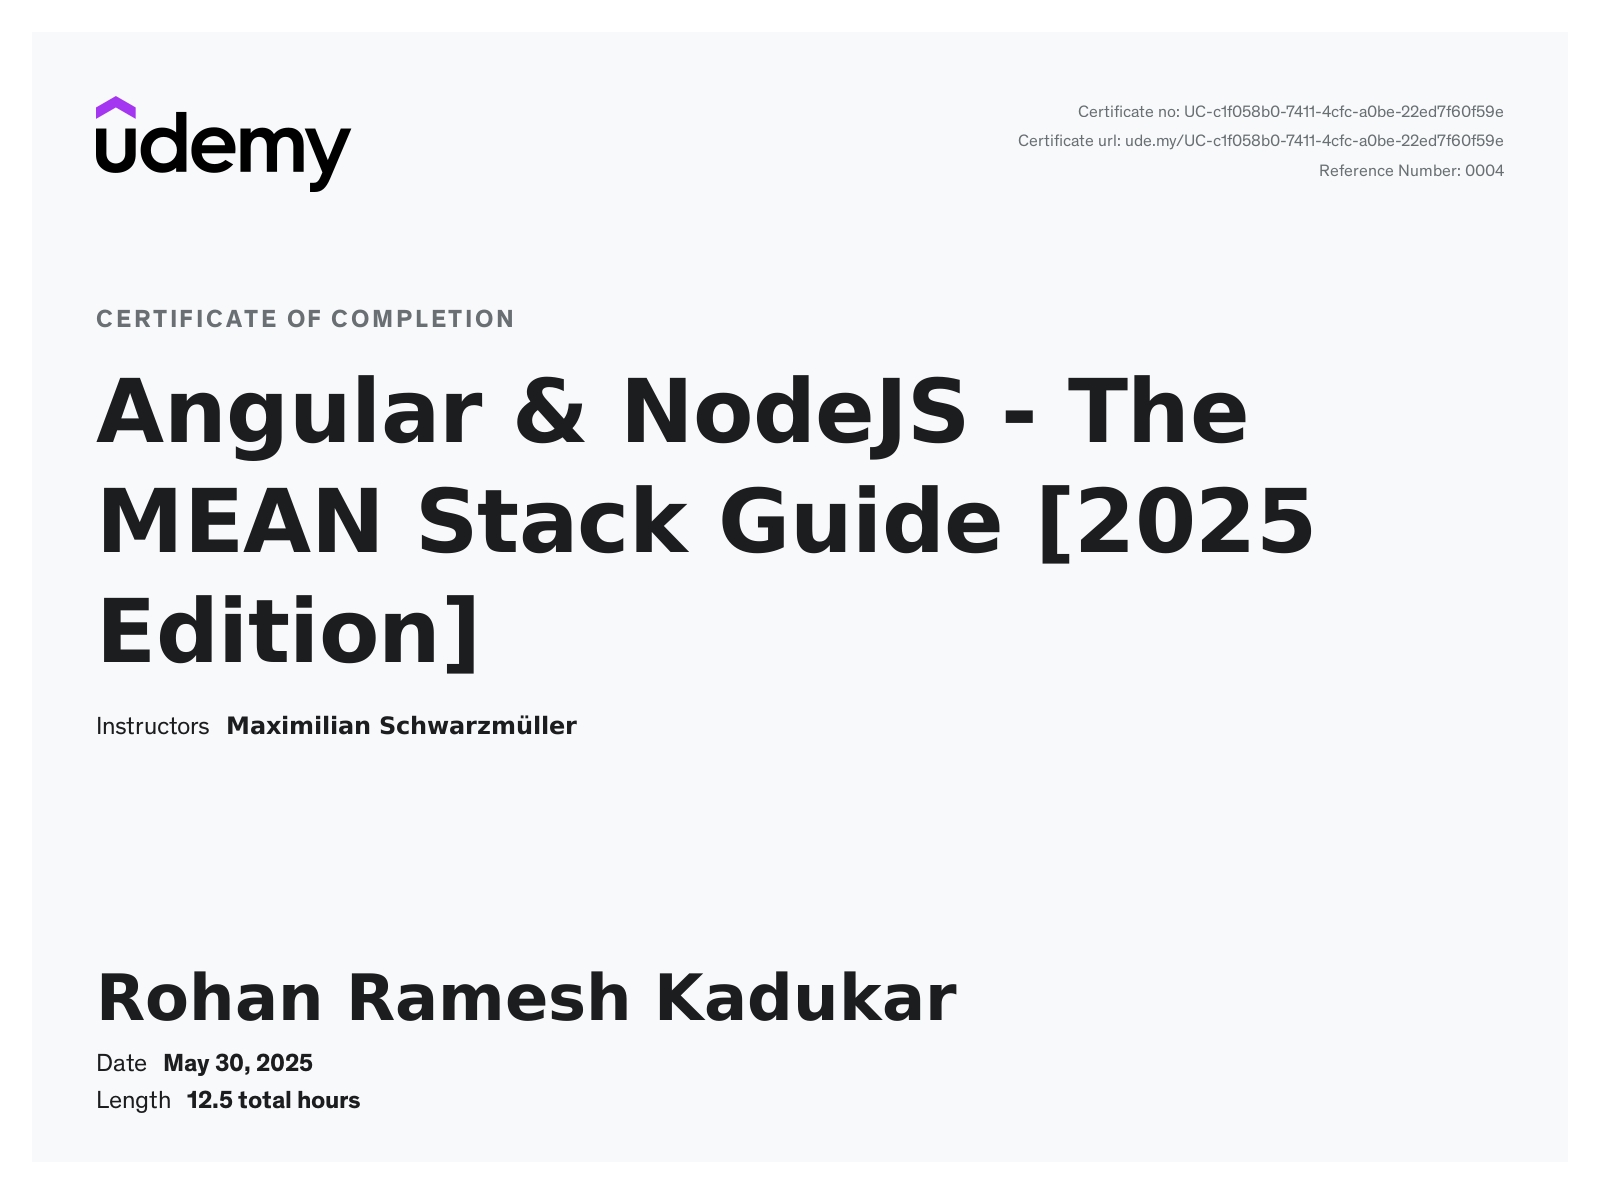 udemy
Certificate no: UC-c1f058b0-7411-4cfc-a0be-22ed7f60f59e
Certificate url: ude.my/UC-c1f058b0-7411-4cfc-a0be-22ed7f60f59e
Reference Number: 0004
CERTIFICATE OF COMPLETION
Angular & NodeJS - The
MEAN Stack Guide [2025
Edition]
Instructors Maximilian Schwarzmüller
Rohan Ramesh Kadukar
Date May 30, 2025
Length 12.5 total hours